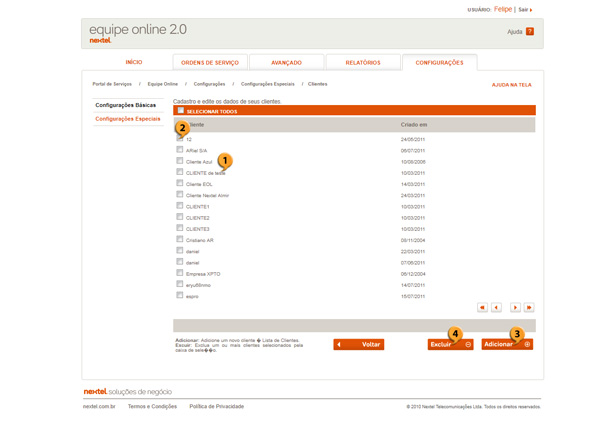 USUÁRIO: Felipe | Sair
equipe online 2.0
nextel
Ajuda ?
INÍCIO
ORDENS DE SERVIÇO
AVANÇADO
RELATÓRIOS
CONFIGURAÇÕES
Portal de Serviços / Equipe Online / Configurações / Configurações Especiais / Clientes
AJUDA NA TELA
Configurações Básicas
Configurações Especiais
Cadastro e edite os dados de seus clientes.
SELECIONAR TODOS
Cliente Criado em
2
12 24/08/2011
ARtel S/A 08/07/2011
1
Cliente Azul 10/08/2006
CLIENTE de teste 10/03/2011
Cliente EOL 14/03/2011
Cliente Nextel Almir 24/03/2011
CLIENTE1 10/03/2011
CLIENTE2 10/03/2011
CLIENTE3 10/03/2011
Cristiano AR 08/11/2004
daniel 22/03/2011
daniel 07/06/2011
Empresa XPTO 06/12/2004
14/07/2011
espro 15/07/2011
Adicionar: Adiciona um novo cliente � Lista de Clientes.
Excluir: Exclua um ou mais clientes selecionados pela
caixa de sele��o.
Voltar
4
Excluir
3
Adicionar
nextel soluções de negócio
nextel.com.br Termos e Condições Política de Privacidade
© 2010 Nextel Telecomunicações Ltda. Todos os direitos reservados.